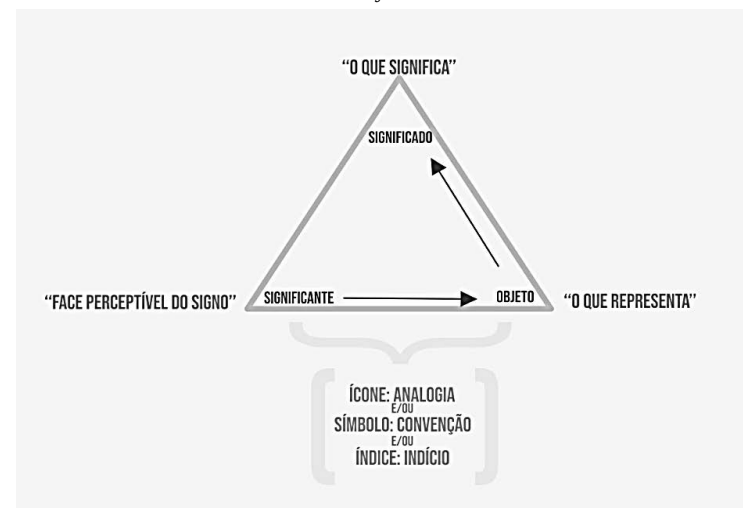 “O QUE SIGNIFICA”
SIGNIFICADO
“FACE PERCEPTÍVEL DO SIGNO”
SIGNIFICANTE
OBJETO
“O QUE REPRESENTA”
ÍCONE: ANALOGIA
E/OU
SÍMBOLO: CONVENÇÃO
E/OU
ÍNDICE: INDÍCIO